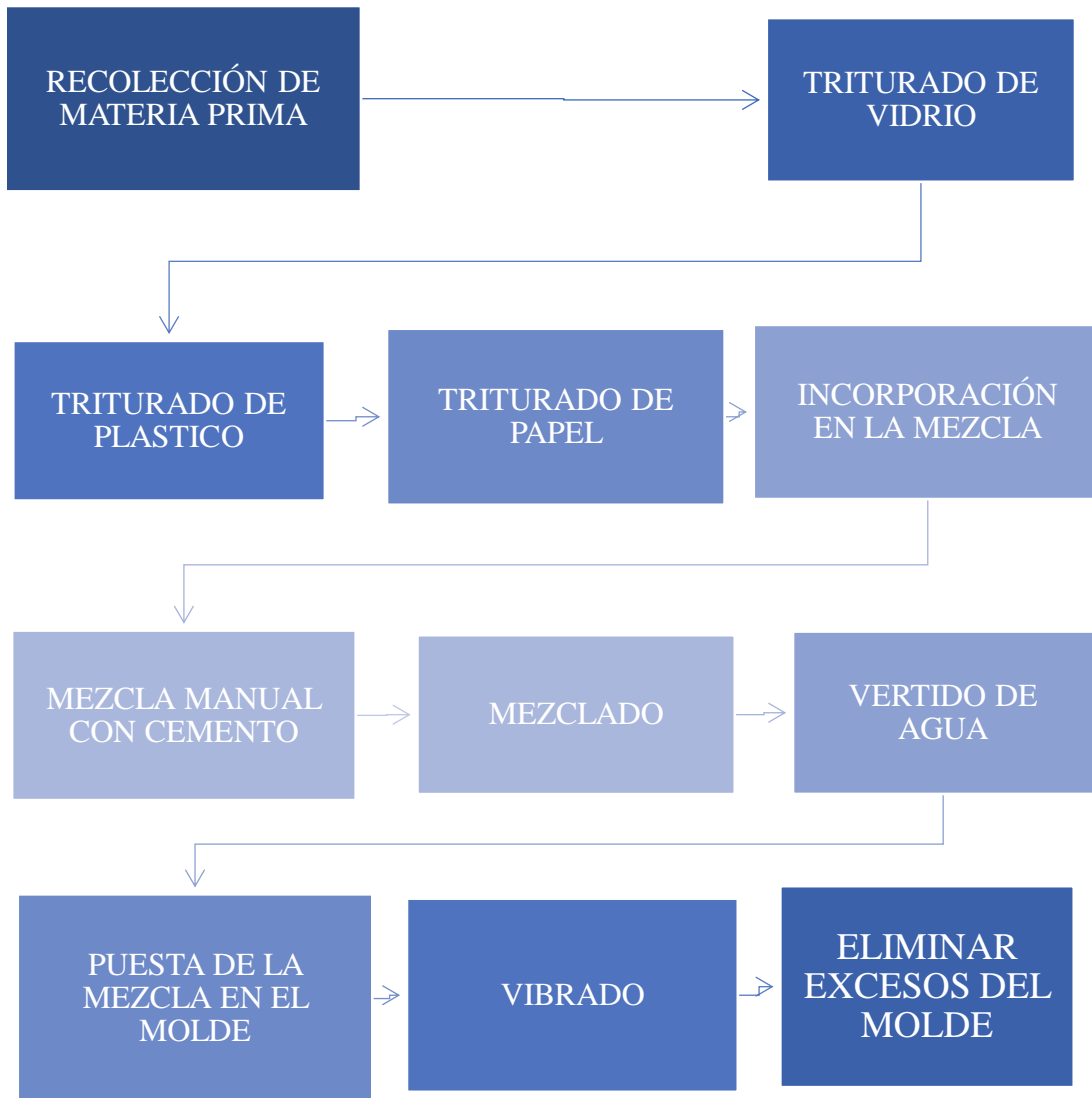 RECOLECCIÓN DE
MATERIA PRIMA
TRITURADO DE
VIDRIO
TRITURADO DE
PLASTICO
TRITURADO DE
PAPEL
INCORPORACIÓN
EN LA MEZCLA
MEZCLA MANUAL
CON CEMENTO
MEZCLADO
VERTIDO DE
AGUA
PUESTA DE LA
MEZCLA EN EL
MOLDE
VIBRADO
ELIMINAR
EXCESOS DEL
MOLDE